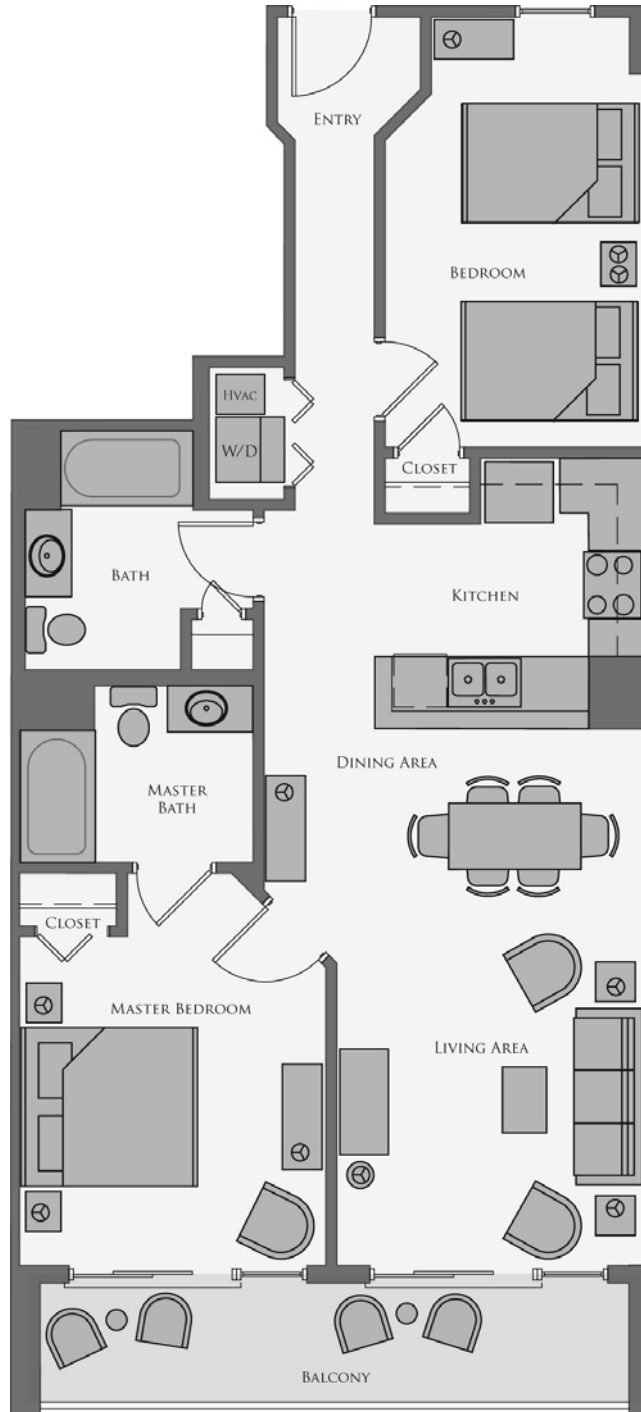 ENTRY
BEDROOM
HVAC
W/D
CLOSET
BATH
KITCHEN
DINING AREA
MASTER
BATH
CLOSET
MASTER BEDROOM
LIVING AREA
BALCONY